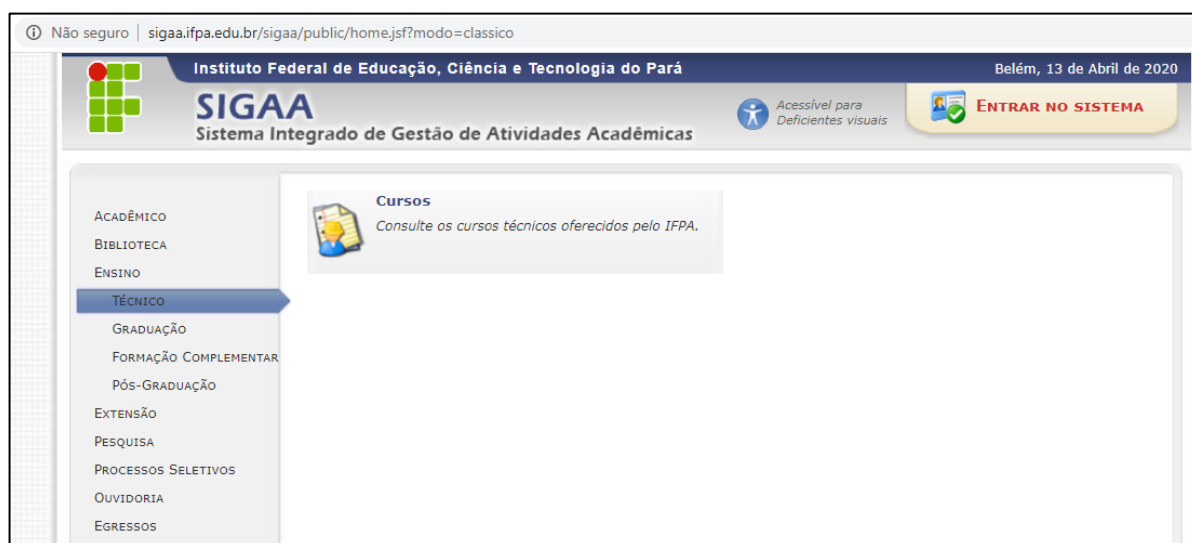 Não seguro | sigaa.ifpa.edu.br/sigaa/public/home.jsf?modo=classico
Instituto Federal de Educação, Ciência e Tecnologia do Pará
Belém, 13 de Abril de 2020
SIGAA
Sistema Integrado de Gestão de Atividades Acadêmicas
Acessível para
Deficientes visuais
ENTRAR NO SISTEMA
ACADÊMICO
BIBLIOTECA
ENSINO
TÉCNICO
GRADUAÇÃO
FORMAÇÃO COMPLEMENTAR
PÓS-GRADUAÇÃO
EXTENSÃO
PESQUISA
PROCESSOS SELETIVOS
OUVIDORIA
EGRESSOS
Cursos
Consulte os cursos técnicos oferecidos pelo IFPA.